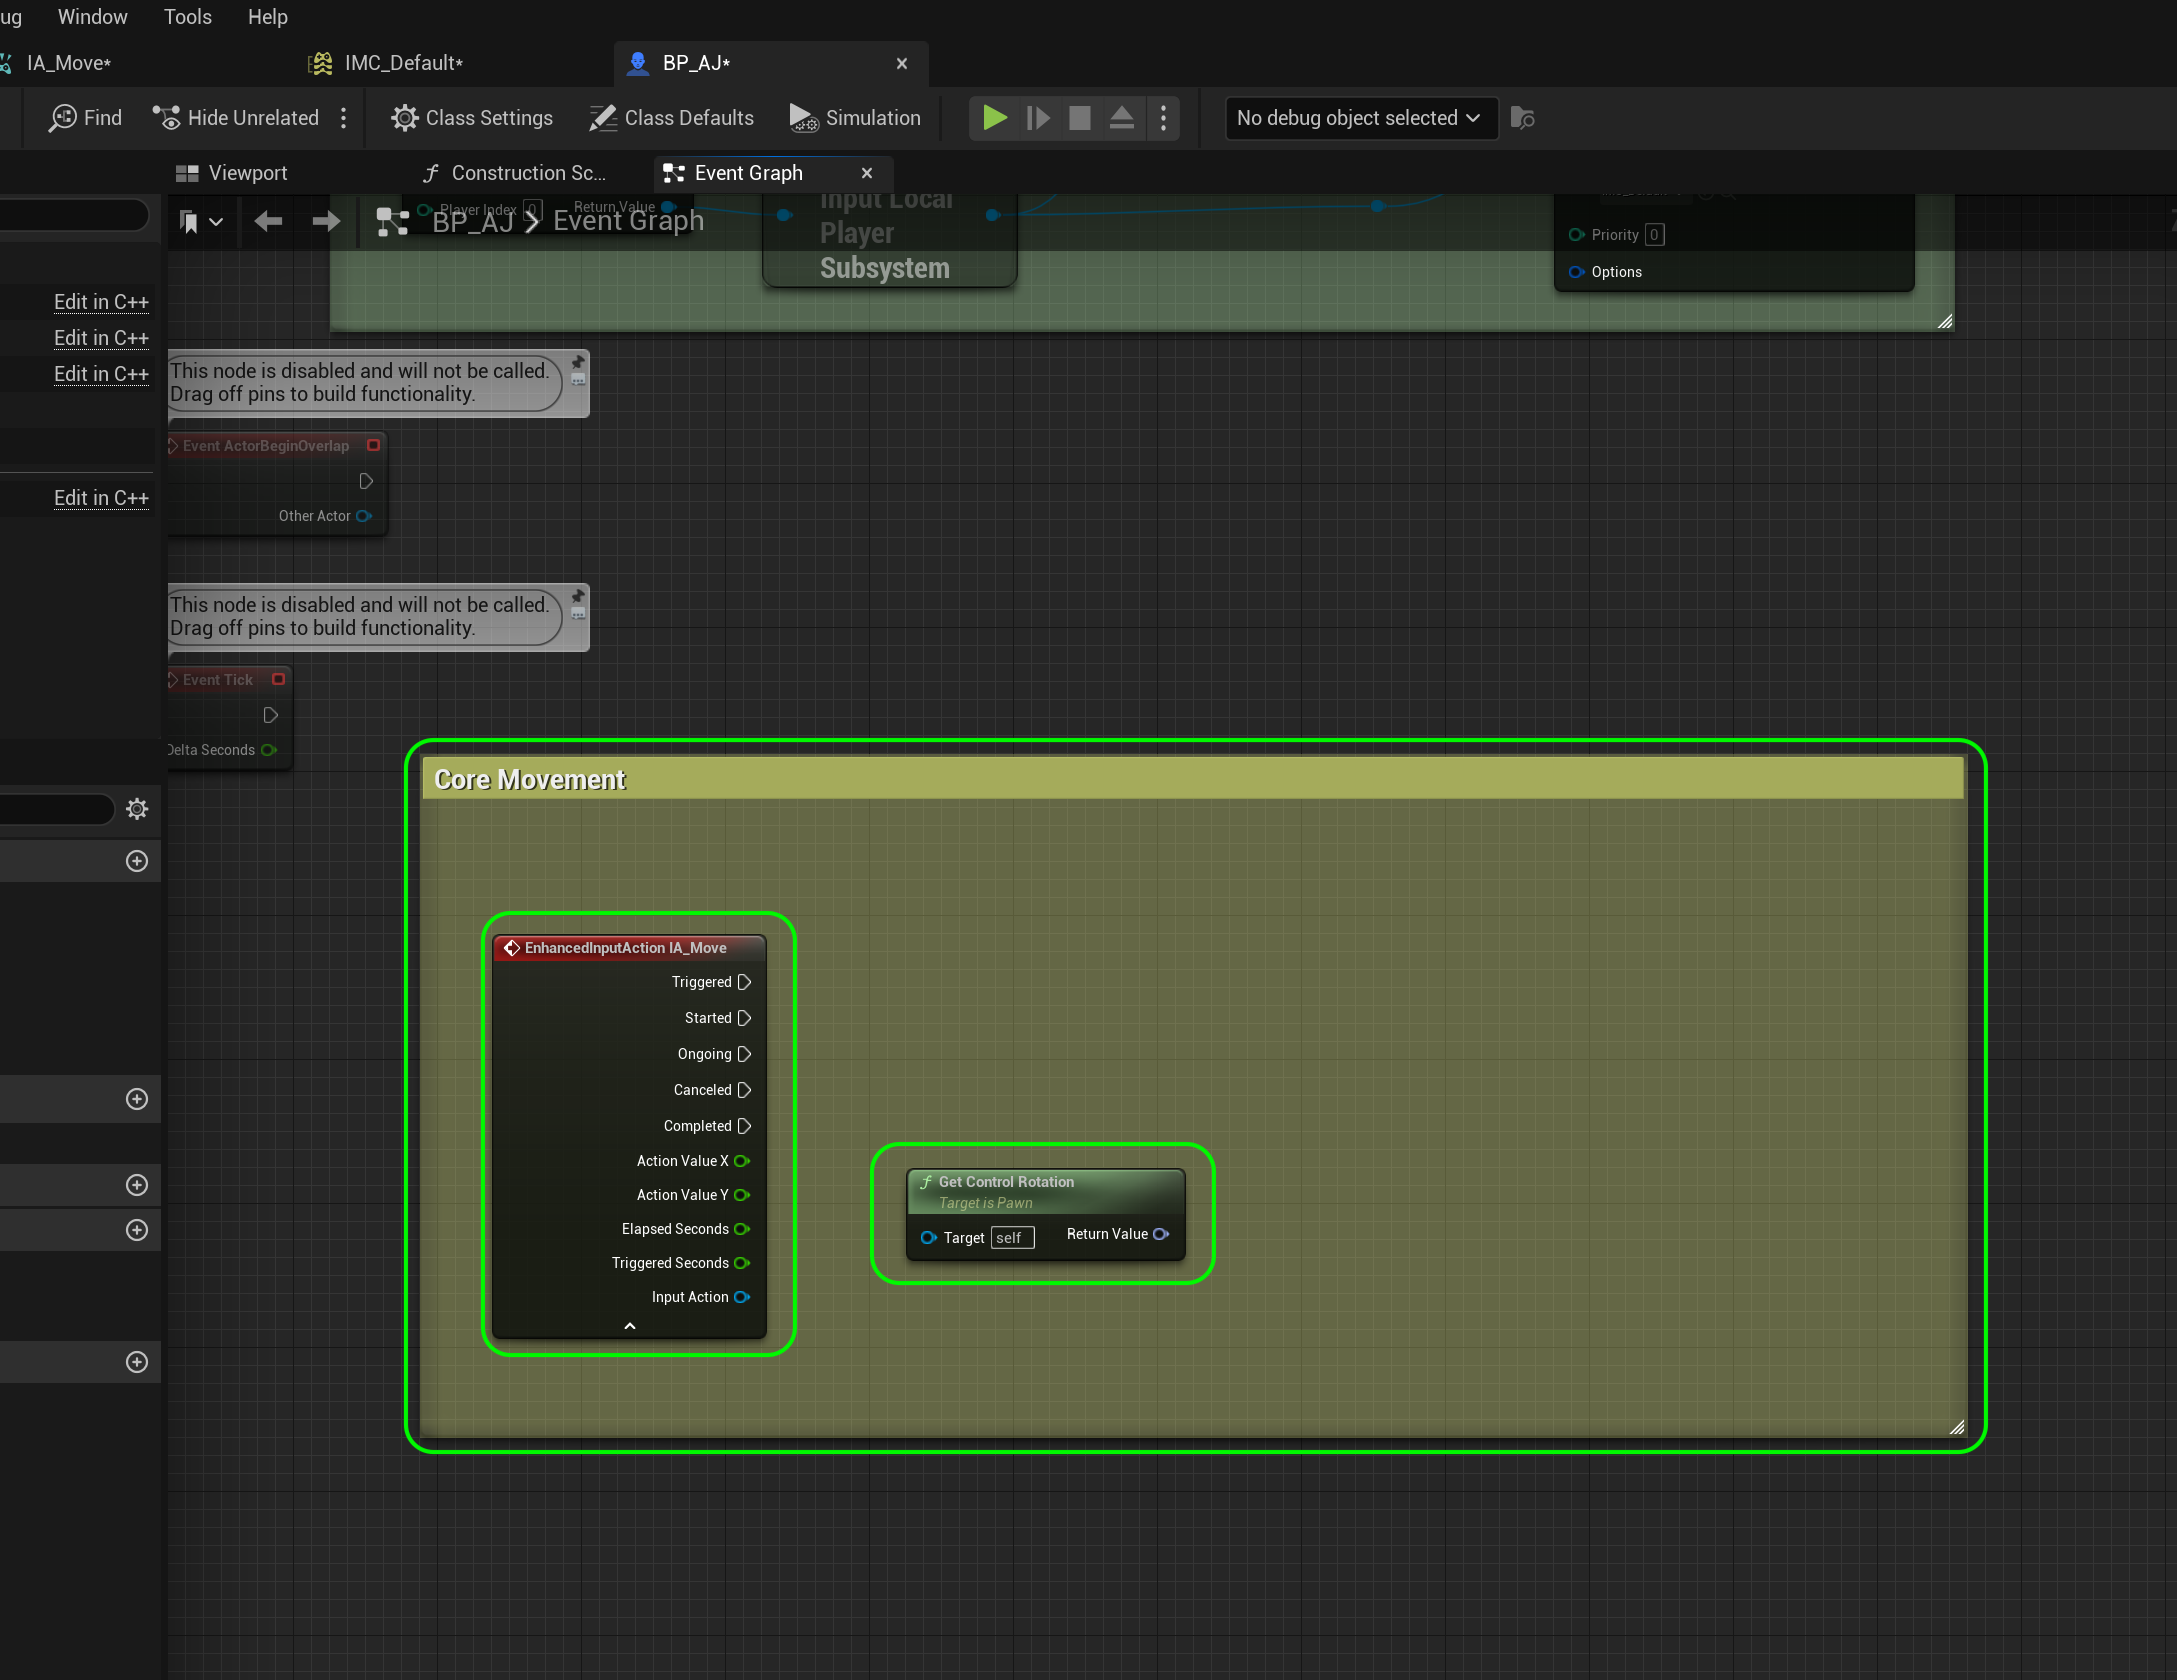 ug Window Tools Help
IA_Move*
IMC_Default*
BP_AJ*
Find
Hide Unrelated
Class Settings
Class Defaults
Simulation
No debug object selected
Viewport
Construction Sc...
Event Graph
Player Index 0 Return Value
BP_AJ > Event Graph
Input Local
Player
Subsystem
Priority 0
Options
Edit in C++
Edit in C++
Edit in C++
Edit in C++
This node is disabled and will not be called.
Drag off pins to build functionality.
Event ActorBeginOverlap
Other Actor
This node is disabled and will not be called.
Drag off pins to build functionality.
Event Tick
Delta Seconds
Core Movement
EnhancedInputAction IA_Move
Triggered
Started
Ongoing
Canceled
Completed
Action Value X
Action Value Y
Elapsed Seconds
Triggered Seconds
Input Action
Get Control Rotation
Target is Pawn
Target self Return Value